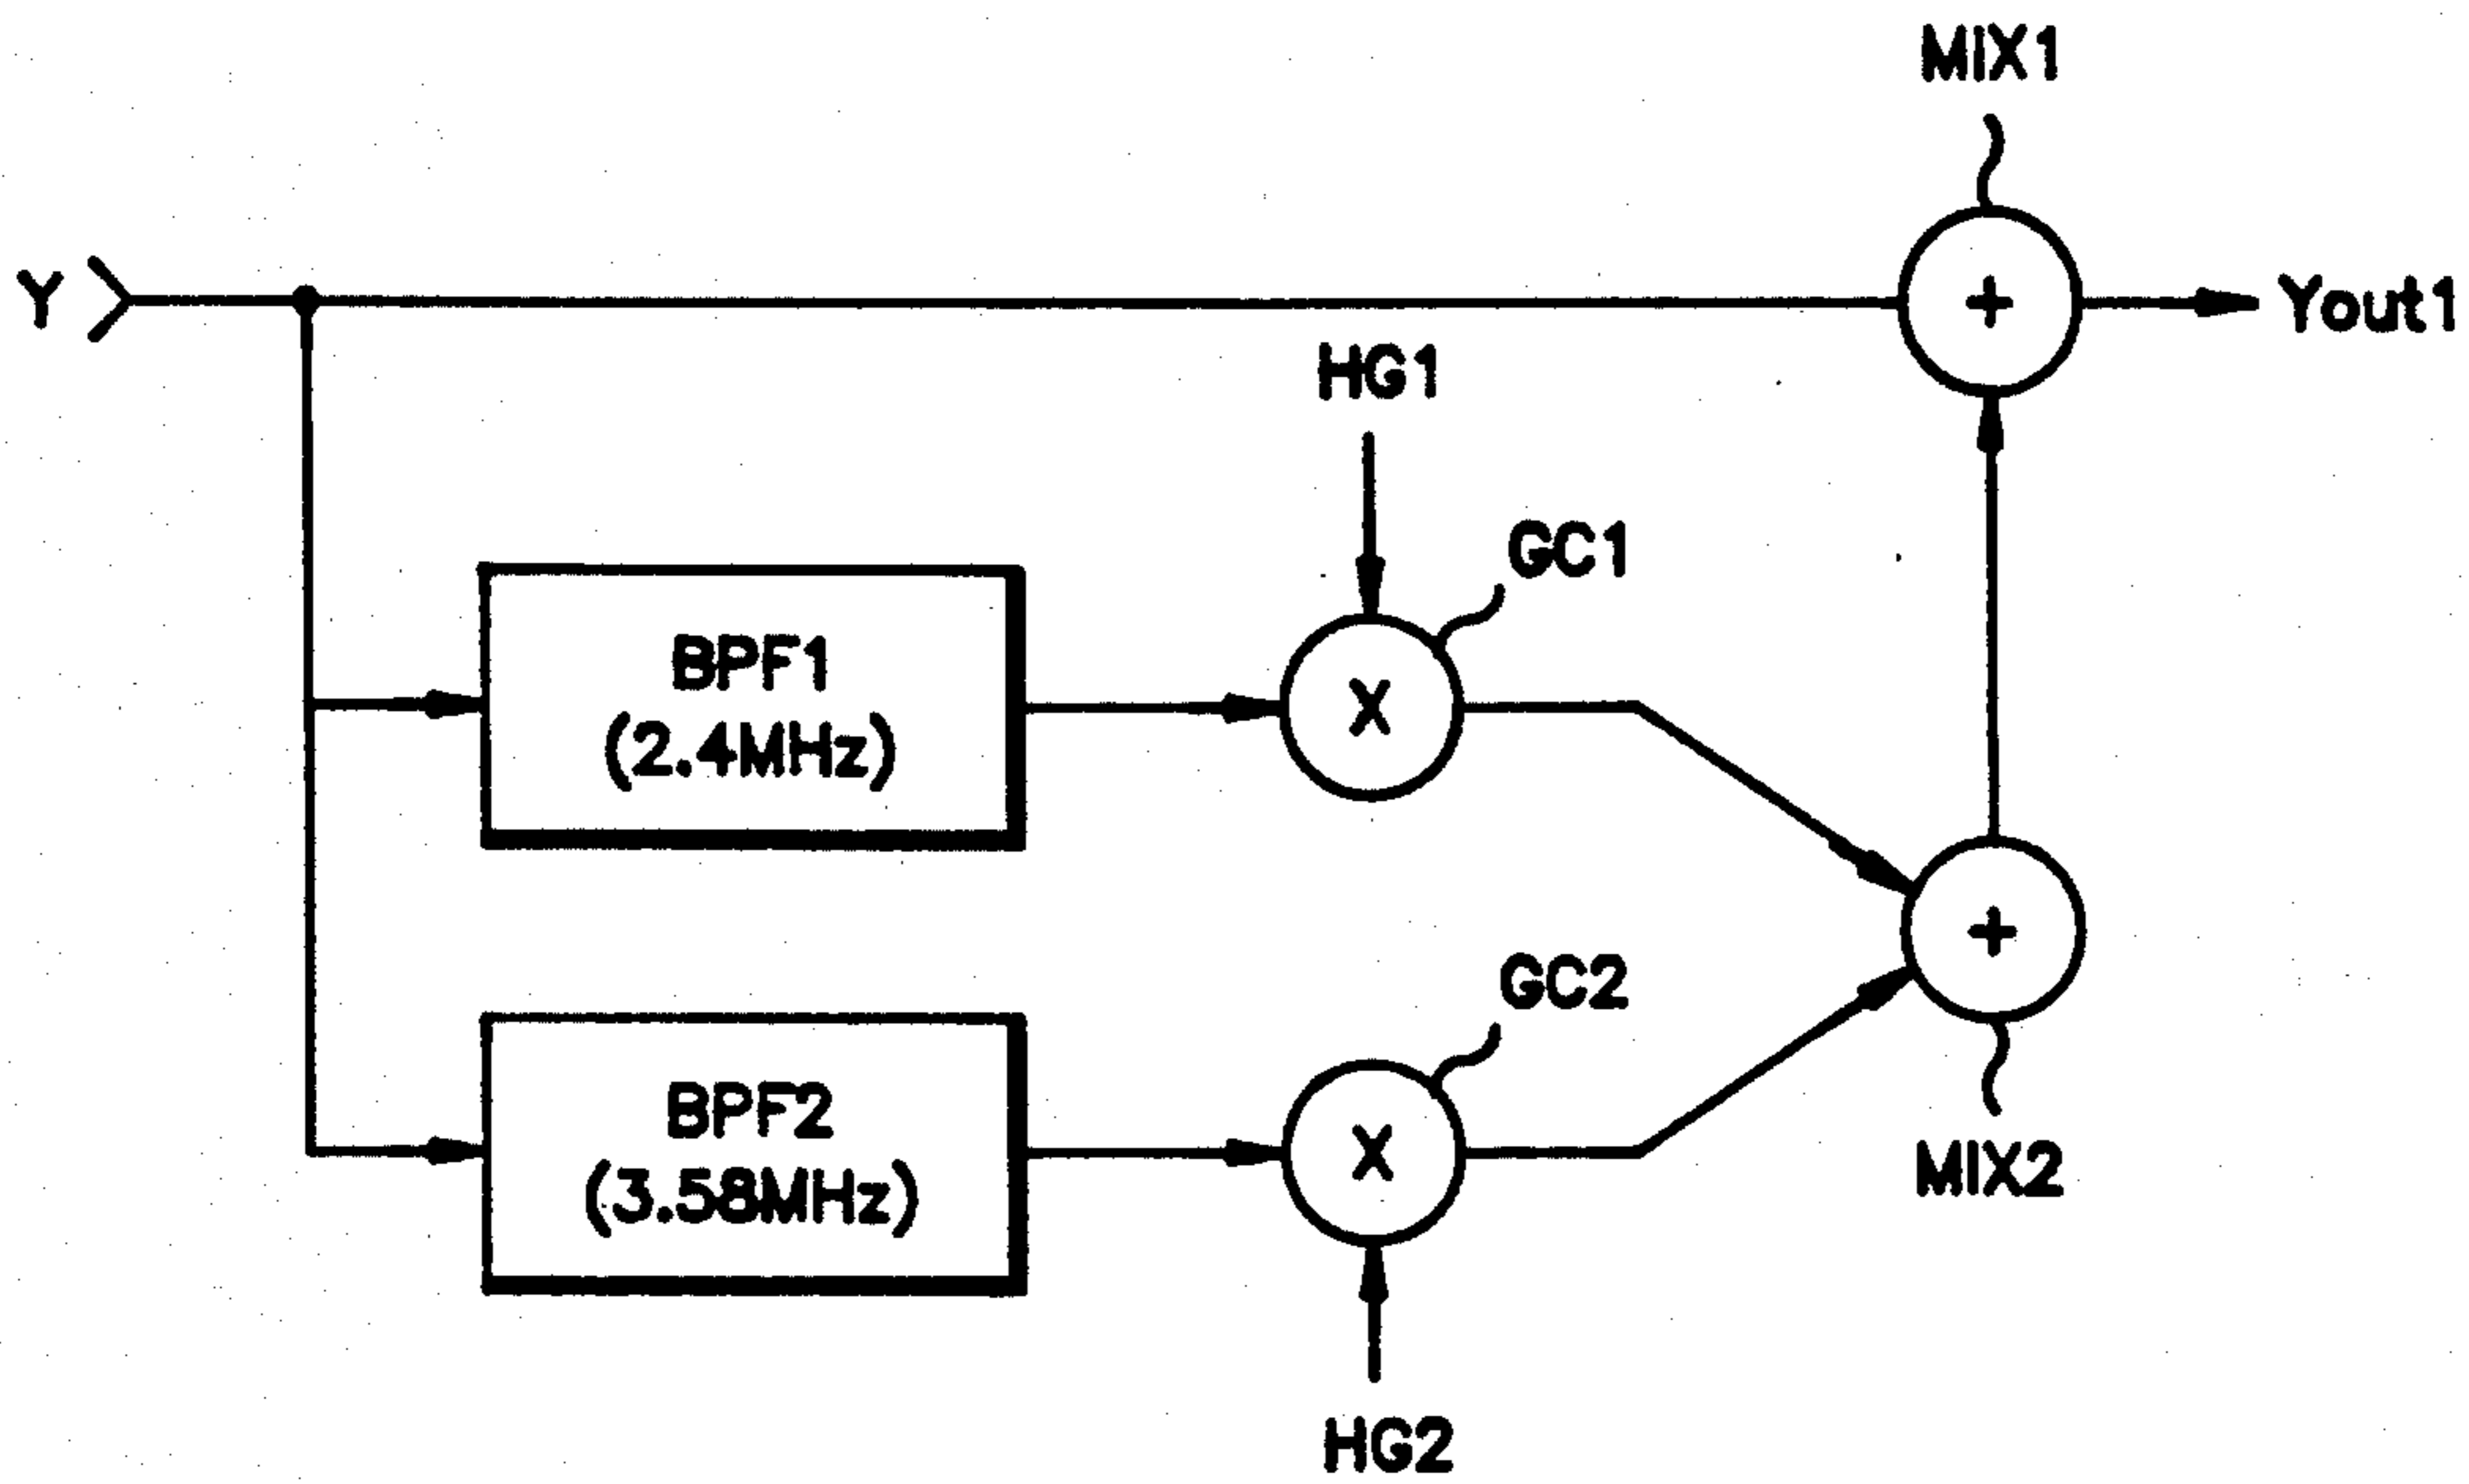 MIX1
Y
+
Yout1
HG1
GC1
BPF1
(2.4MHz)
X
+
GC2
BPF2
(3.58MHz)
X
MIX2
HG2